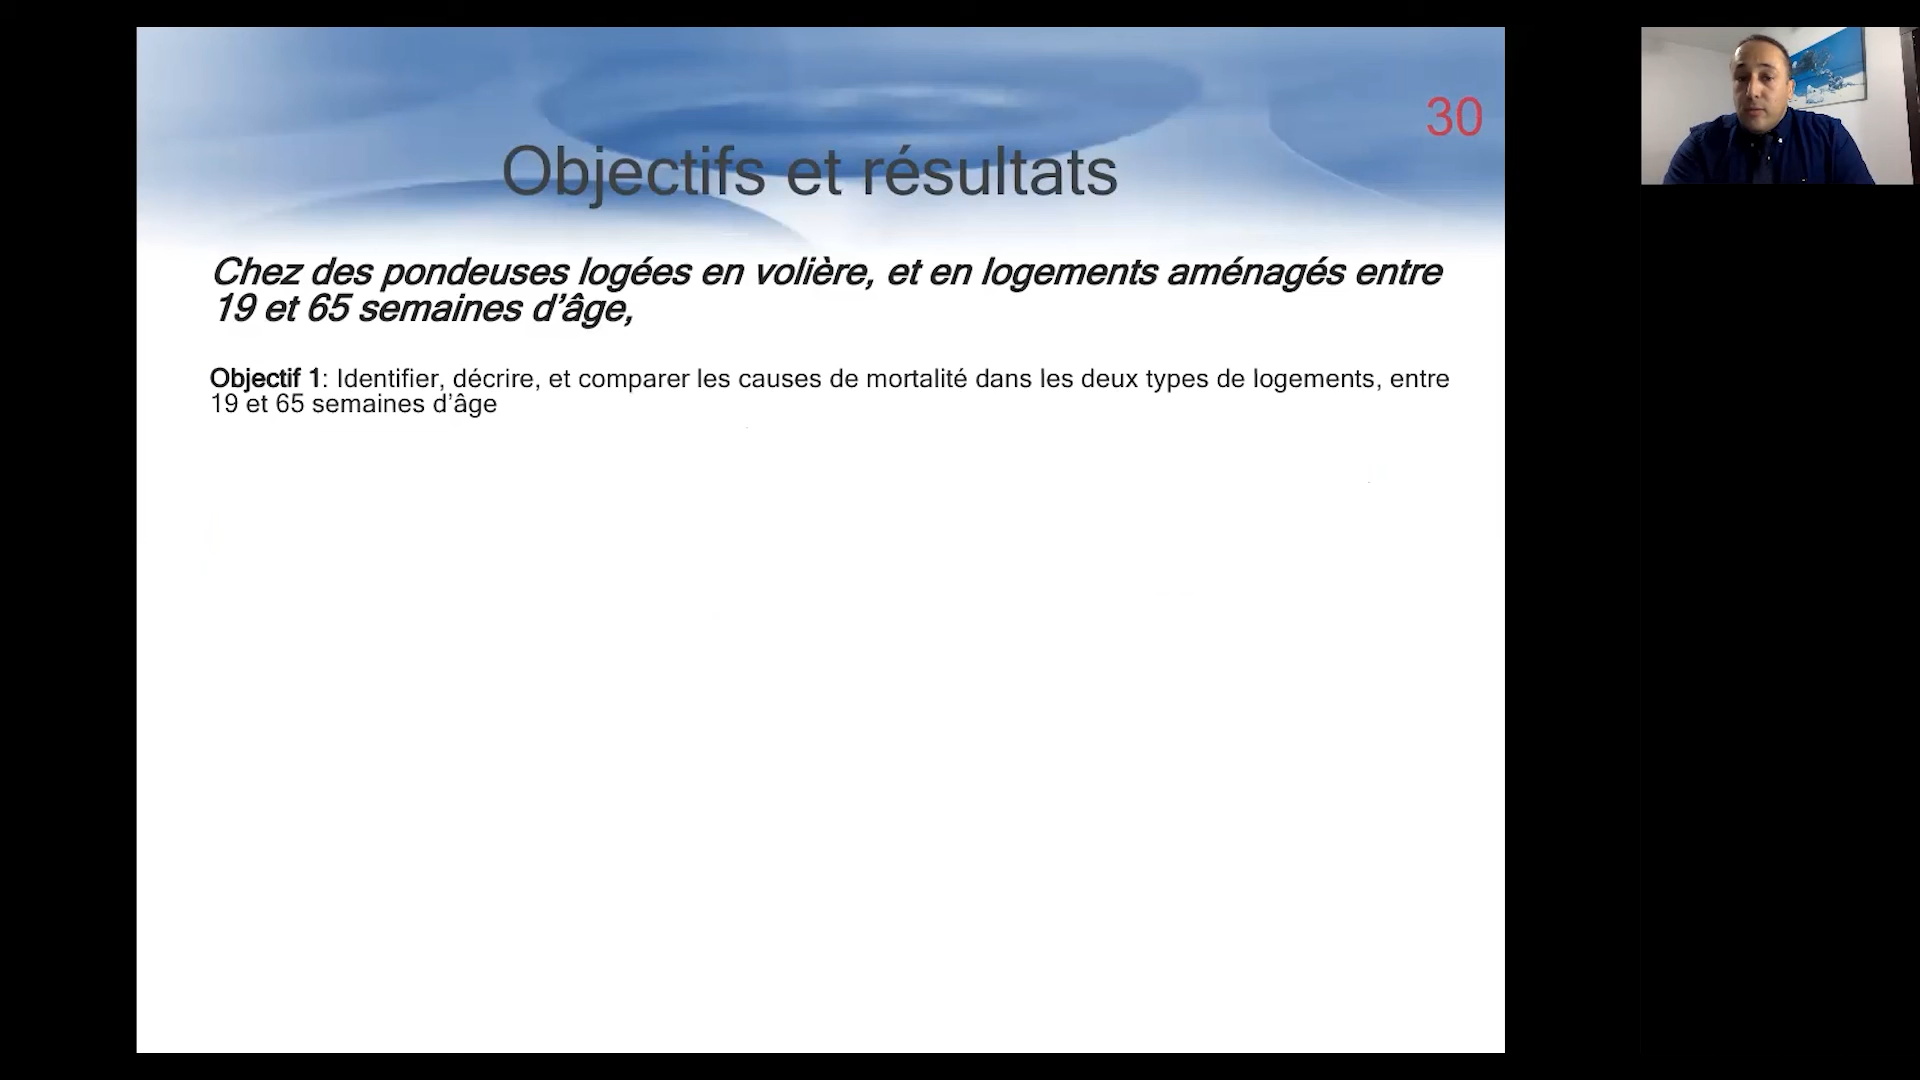 30
Objectifs et résultats
Chez des pondeuses logées en volière, et en logements aménagés entre
19 et 65 semaines d’âge,
Objectif 1: Identifier, décrire, et comparer les causes de mortalité dans les deux types de logements, entre
19 et 65 semaines d’âge